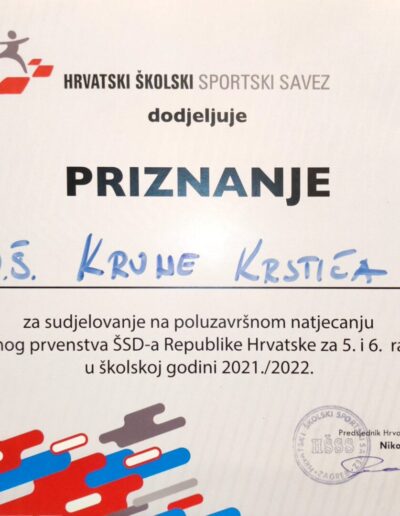 HRVATSKI ŠKOLSKI SPORTSKI SAVEZ
dodjeljuje
PRIZNANJE
O.Š. KRUNE KRSTIĆA
za sudjelovanje na poluzavršnom natjecanju
nog prvenstva ŠSD-a Republike Hrvatske za 5. i 6. ra
u školskoj godini 2021./2022.
Predsjednik Hrva
Niko
HŠSS